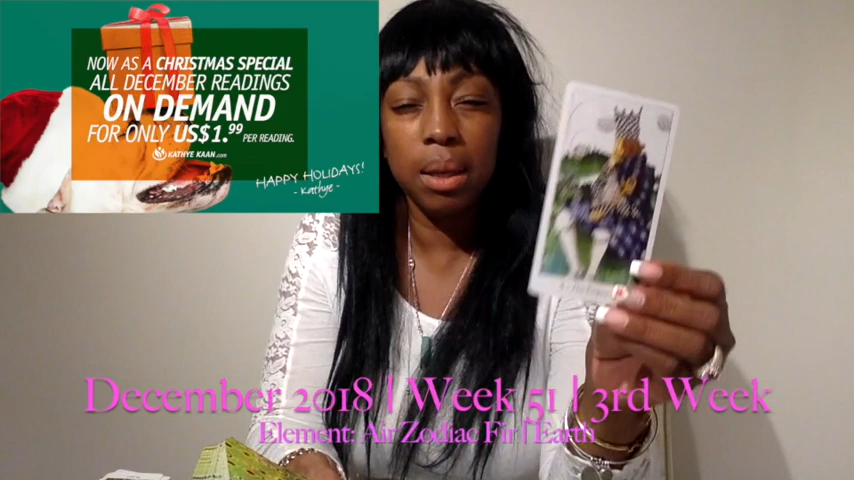 NOW AS A CHRISTMAS SPECIAL
ALL DECEMBER READINGS
ON DEMAND
FOR ONLY US$1.99 PER READING.
KATHYE KAAN.com
HAPPY HOLIDAYS!
- Kathye -
December 2018 | Week 51 | 3rd Week
Element: Air Zodiac Fir | Earth